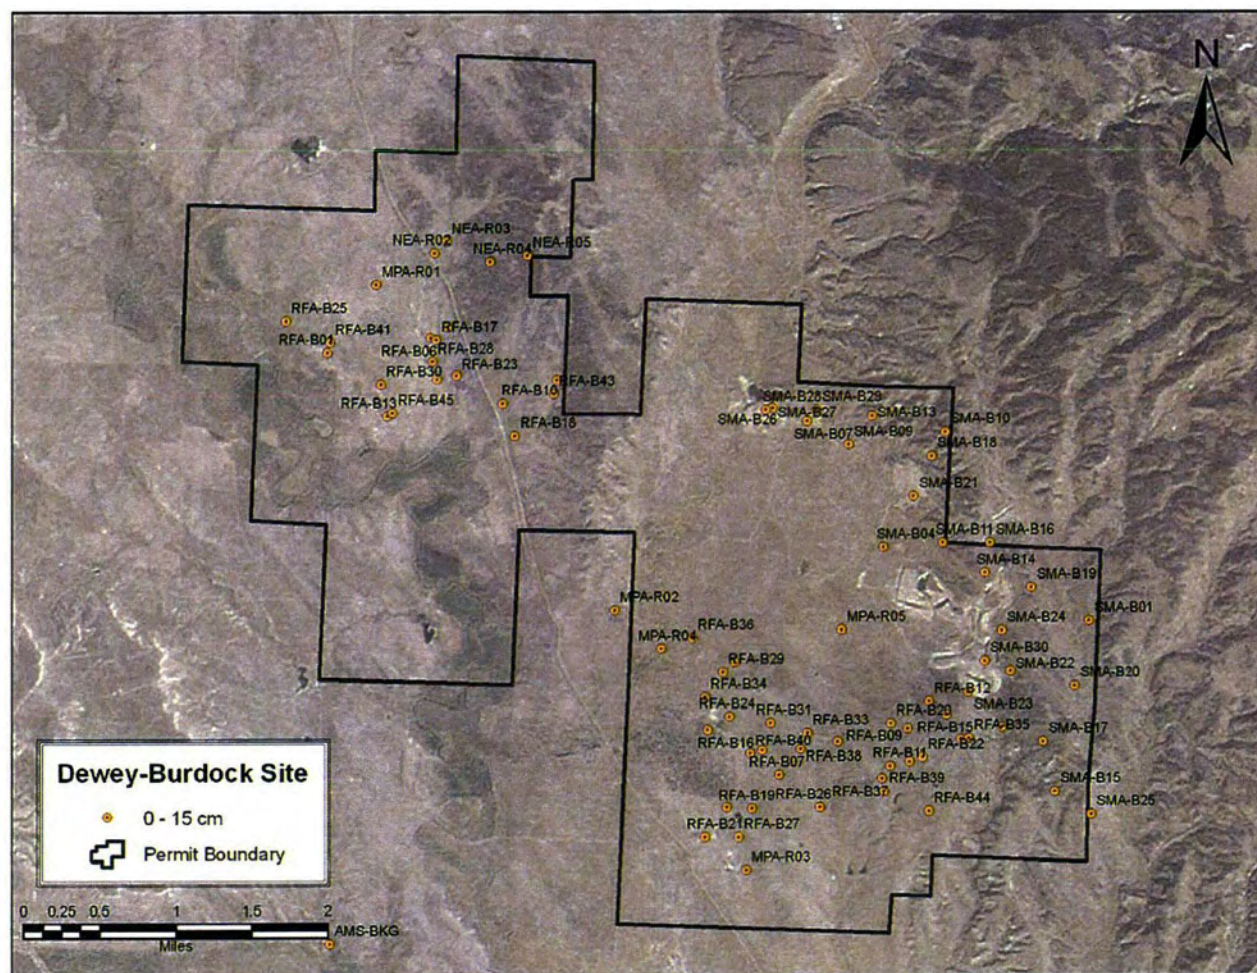 N
NEA-R03
NEA-R02
NEA-R05
NEA-R04
MPA-R01
RFA-B25
RFA-B41
RFA-B01
RFA-B17
RFA-B06
RFA-B28
RFA-B30
RFA-B23
RFA-B43
RFA-B10
RFA-B13
RFA-B45
SMA-B28
SMA-B29
SMA-B26
SMA-B27
SMA-B13
SMA-B07
SMA-B09
SMA-B10
SMA-B18
SMA-B21
SMA-B04
SMA-B11
SMA-B16
SMA-B14
SMA-B19
MPA-R02
MPA-R05
SMA-B24
SMA-B01
MPA-R04
RFA-B36
SMA-B30
SMA-B22
RFA-B29
SMA-B20
RFA-B34
RFA-B12
RFA-B24
SMA-B23
RFA-B31
RFA-B33
RFA-B20
RFA-B15
RFA-B35
RFA-B16
RFA-B40
RFA-B09
RFA-B22
SMA-B17
RFA-B07
RFA-B38
RFA-B11
RFA-B39
SMA-B15
RFA-B19
RFA-B26
RFA-B37
RFA-B44
SMA-B25
RFA-B21
RFA-B27
MPA-R03
Dewey-Burdock Site
0 - 15 cm
Permit Boundary
0 0.25 0.5 1 1.5 2
Miles
AMS-BKG